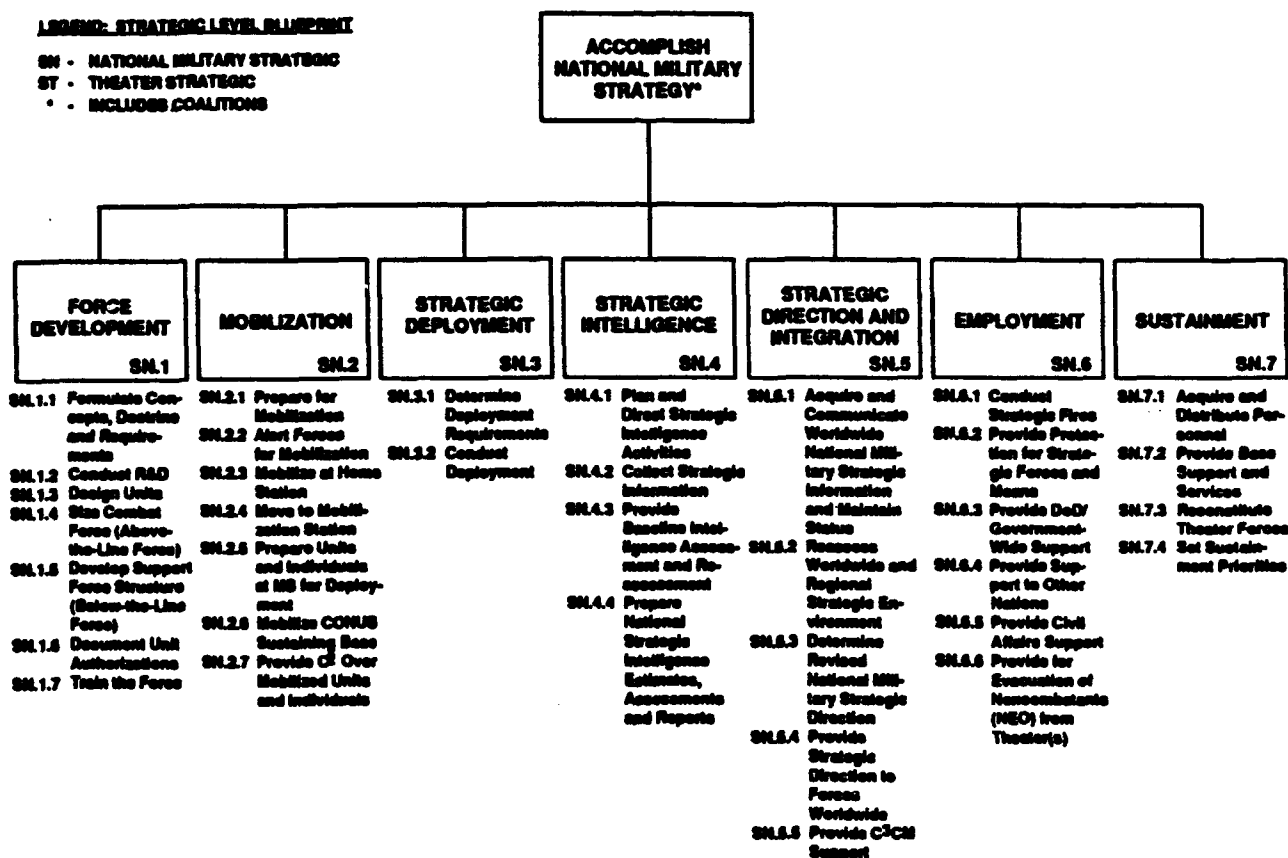 LEGEND: STRATEGIC LEVEL BLUEPRINT
SN - NATIONAL MILITARY STRATEGIC
ST - THEATER STRATEGIC
* - INCLUDES COALITIONS
ACCOMPLISH
NATIONAL MILITARY
STRATEGY*
FORCE
DEVELOPMENT
SN.1
SN.1.1 Formulate Con-
cepts, Doctrine
and Require-
ments
SN.1.2 Conduct R&D
SN.1.3 Design Units
SN.1.4 Size Combat
Force (Above-
the-Line Force)
SN.1.5 Develop Support
Force Structure
(Below-the-Line
Force)
SN.1.6 Document Unit
Authorizations
SN.1.7 Train the Force
MOBILIZATION
SN.2
SN.2.1 Prepare for
Mobilization
SN.2.2 Alert Forces
for Mobilization
SN.2.3 Mobilize at Home
Station
SN.2.4 Move to Mobili-
zation Station
SN.2.5 Prepare Units
and Individuals
at MS for Deploy-
ment
SN.2.6 Mobilize CONUS
Sustaining Base
SN.2.7 Provide C² Over
Mobilized Units
and Individuals
STRATEGIC
DEPLOYMENT
SN.3
SN.3.1 Determine
Deployment
Requirements
SN.3.2 Conduct
Deployment
STRATEGIC
INTELLIGENCE
SN.4
SN.4.1 Plan and
Direct Strategic
Intelligence
Activities
SN.4.2 Collect Strategic
Information
SN.4.3 Provide
Baseline Intel-
ligence Assess-
ment and Re-
assessment
SN.4.4 Prepare
National
Strategic
Intelligence
Estimates,
Assessments
and Reports
STRATEGIC
DIRECTION AND
INTEGRATION
SN.5
SN.5.1 Acquire and
Communicate
Worldwide
National Mili-
tary Strategic
Information
and Maintain
Status
SN.5.2 Reassess
Worldwide and
Regional
Strategic En-
vironment
SN.5.3 Determine
Revised
National Mili-
tary Strategic
Direction
SN.5.4 Provide
Strategic
Direction to
Forces
Worldwide
SN.5.5 Provide C³CM
Support
EMPLOYMENT
SN.6
SN.6.1 Conduct
Strategic Fires
SN.6.2 Provide Protec-
tion for Strate-
gic Forces and
Means
SN.6.3 Provide DoD/
Government-
Wide Support
SN.6.4 Provide Sup-
port to Other
Nations
SN.6.5 Provide Civil
Affairs Support
SN.6.6 Provide for
Evacuation of
Noncombatants
(NEO) from
Theater(s)
SUSTAINMENT
SN.7
SN.7.1 Acquire and
Distribute Per-
sonnel
SN.7.2 Provide Base
Support and
Services
SN.7.3 Reconstitute
Theater Forces
SN.7.4 Set Sustain-
ment Priorities